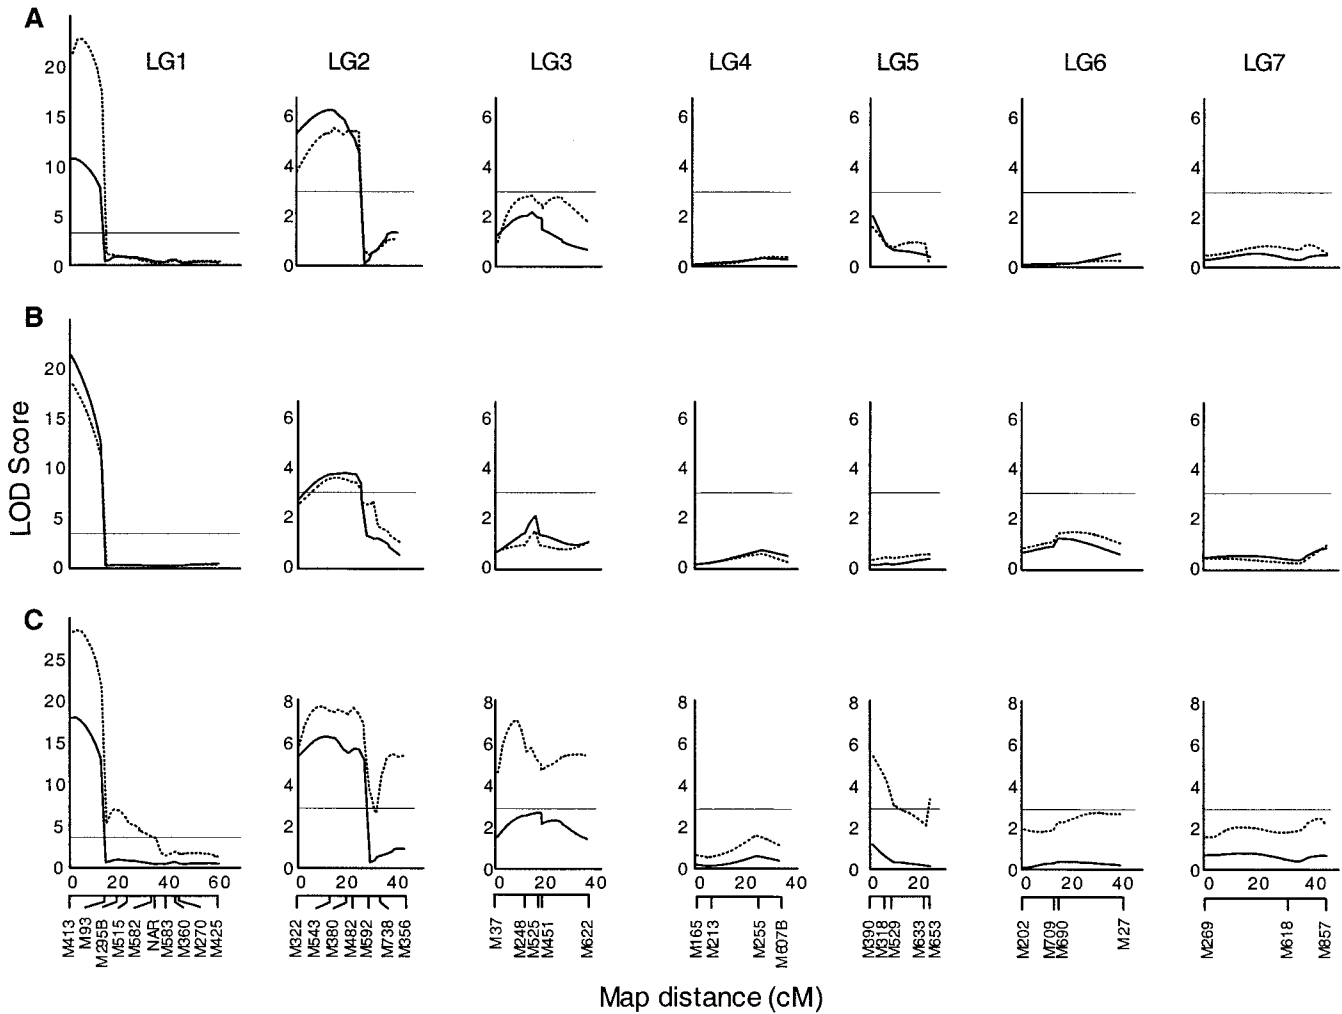 A
LG1 LG2 LG3 LG4 LG5 LG6 LG7
20
15
10
5
0
6 4 2 0
6 4 2 0
6 4 2 0
6 4 2 0
6 4 2 0
6 4 2 0
B
20
15
10
5
0
6 4 2 0
6 4 2 0
6 4 2 0
6 4 2 0
6 4 2 0
6 4 2 0
LOD Score
C
25
20
15
10
5
0
8 6 4 2 0
8 6 4 2 0
8 6 4 2 0
8 6 4 2 0
8 6 4 2 0
8 6 4 2 0
0 20 40 60
0 20 40
0 20 40
0 20 40
0 20
0 20 40
0 20 40
M413 M93 M295B M515 M582 NAR M583 M360 M270 M425
M322 M543 M380 M482 M592 M738 M356
M37 M248 M525 M451 M622
M165 M213 M255 M607B
M390 M318 M529 M633 M653
M202 M709 M690 M27
M269 M618 M857
Map distance (cM)